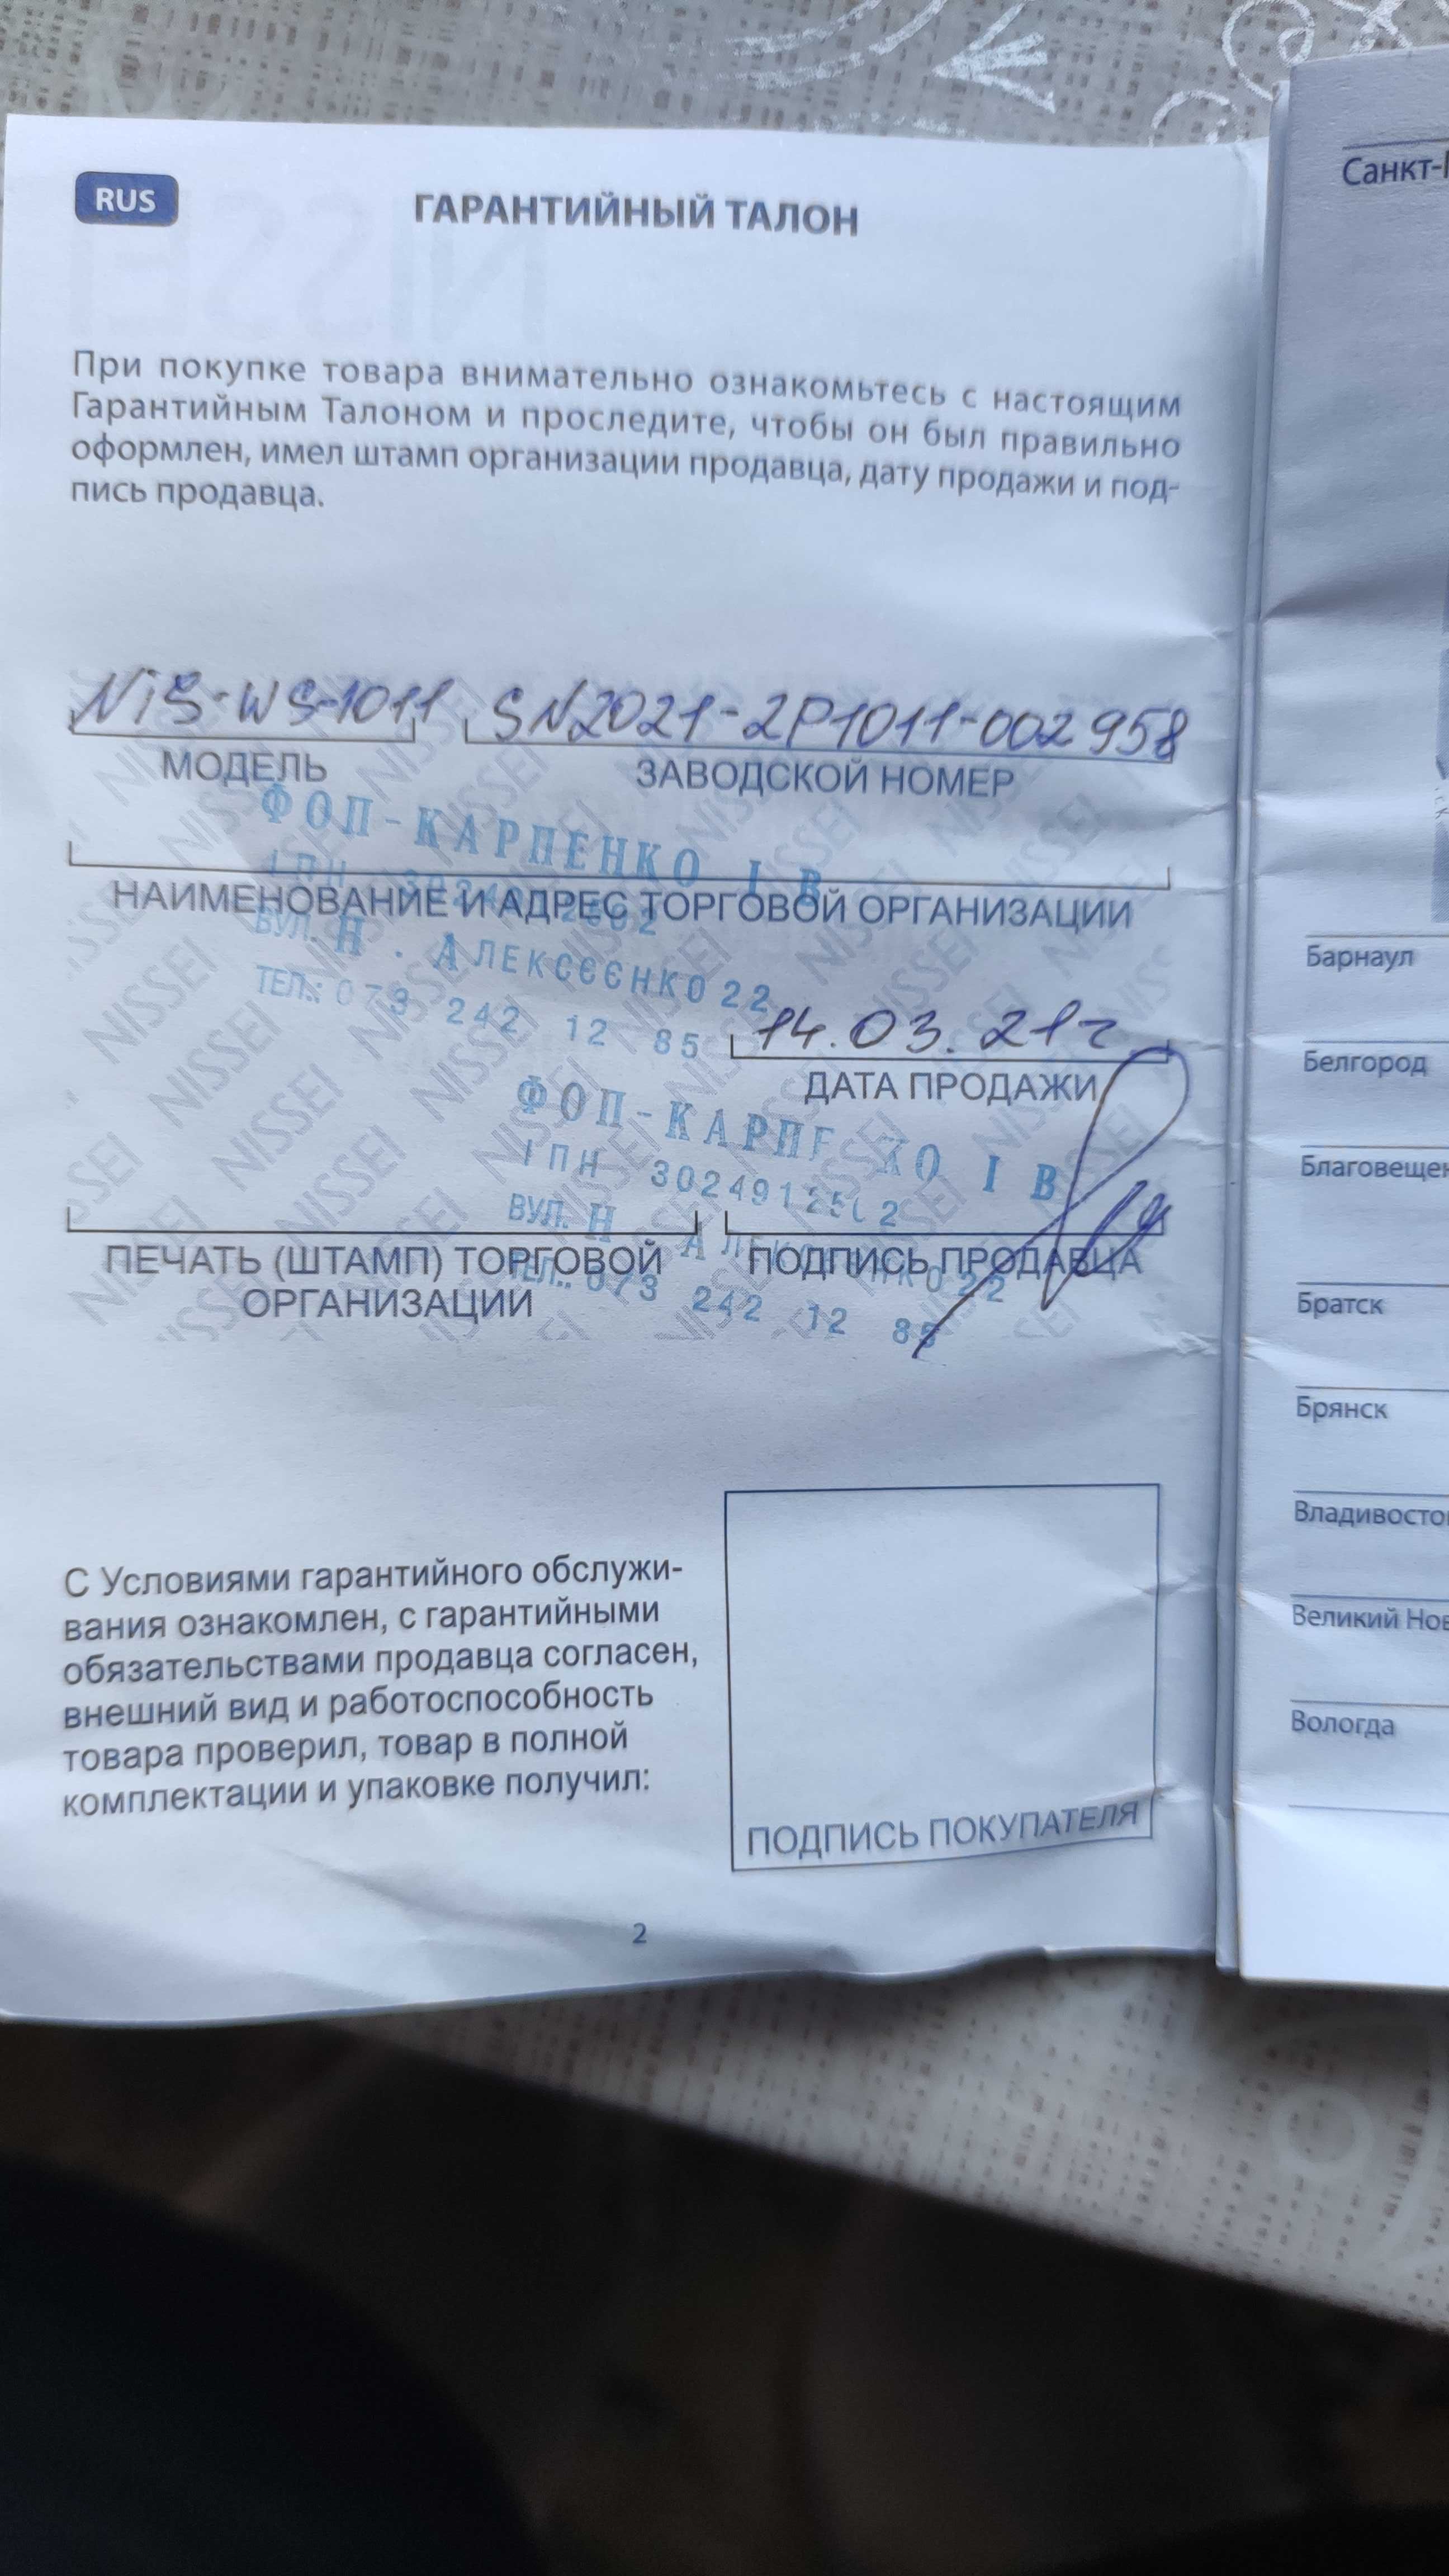 RUS
ГАРАНТИЙНЫЙ ТАЛОН
При покупке товара внимательно ознакомьтесь с настоящим
Гарантийным Талоном и проследите, чтобы он был правильно
оформлен, имел штамп организации продавца, дату продажи и под-
пись продавца.
NiS-WS-1011 SN2021-2P1011-002958
МОДЕЛЬ
ЗАВОДСКОЙ НОМЕР
ФОП-КАРПЕНКО І В
ІПН
НАИМЕНОВАНИЕ И АДРЕС ТОРГОВОЙ ОРГАНИЗАЦИИ
ВУЛ. Н. АЛЕКСЄЄНКО 22
ТЕЛ.: 073 242 12 85
14.03.21г
ДАТА ПРОДАЖИ
ФОП-КАРП КО І В
ІПН
ВУЛ. Н
ПЕЧАТЬ (ШТАМП) ТОРГОВОЙ
ОРГАНИЗАЦИИ
ПОДПИСЬ ПРОДАВЦА
ТЕЛ.: 073 242 12 85
С Условиями гарантийного обслужи-
вания ознакомлен, с гарантийными
обязательствами продавца согласен,
внешний вид и работоспособность
товара проверил, товар в полной
комплектации и упаковке получил:
ПОДПИСЬ ПОКУПАТЕЛЯ
2
Санкт-
Барнаул
Белгород
Благовещен
Братск
Брянск
Владивосто
Великий Нов
Вологда